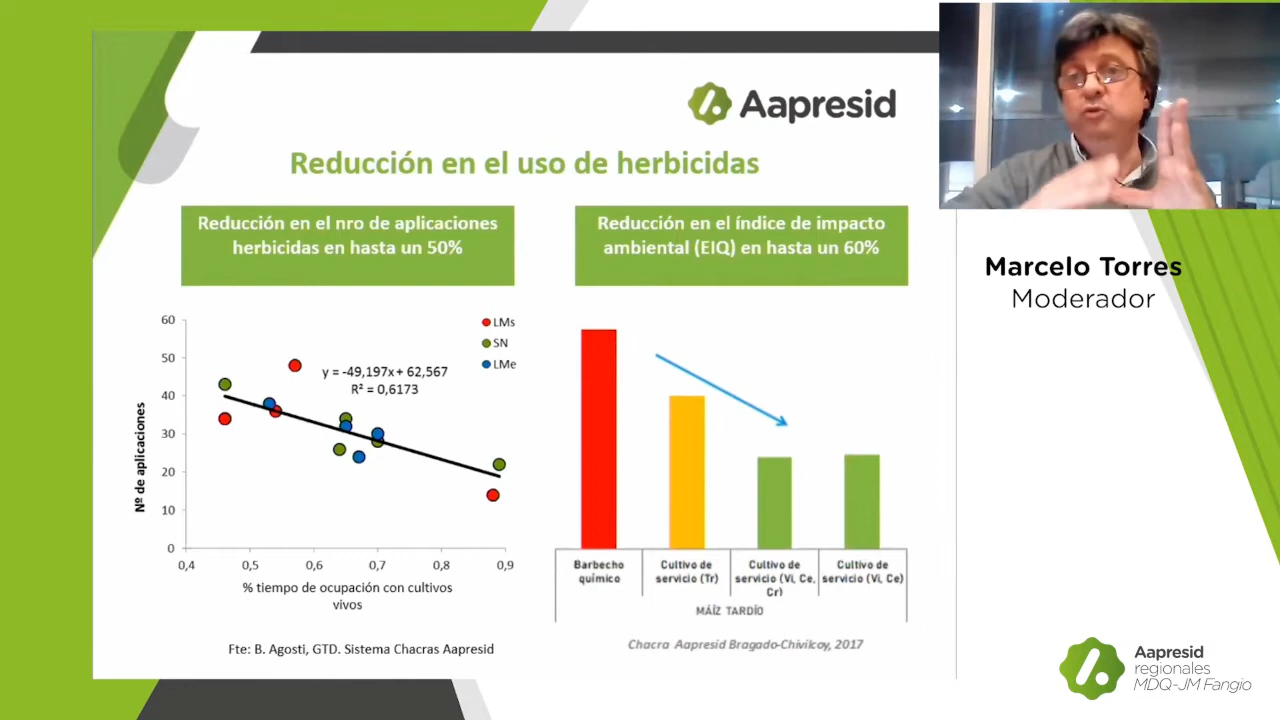 Aapresid
Reducción en el uso de herbicidas
Reducción en el nro de aplicaciones
herbicidas en hasta un 50%
Reducción en el índice de impacto
ambiental (EIQ) en hasta un 60%
Marcelo Torres
Moderador
60
50
40
30
20
10
0
Nº de aplicaciones
LMs
SN
LMe
y = -49,197x + 62,567
R² = 0,6173
0,4
0,5
0,6
0,7
0,8
0,9
% tiempo de ocupación con cultivos
vivos
Fte: B. Agosti, GTD. Sistema Chacras Aapresid
Barbecho
químico
Cultivo de
servicio (Tr)
Cultivo de
servicio (Vi, Ce,
Cr)
Cultivo de
servicio (Vi, Ce)
MÁÍZ TARDÍO
Chacra Aapresid Bragado-Chivilcoy, 2017
Aapresid
regionales
MDQ-JM Fangio